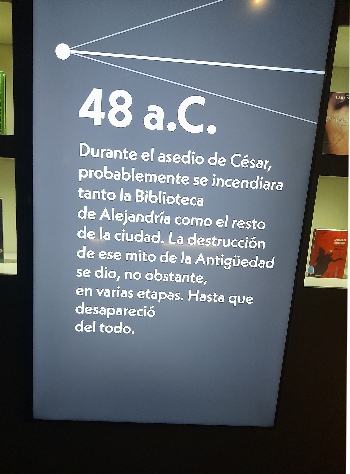 48 a.C.
Durante el asedio de César,
probablemente se incendiara
tanto la Biblioteca
de Alejandría como el resto
de la ciudad. La destrucción
de ese mito de la Antigüedad
se dio, no obstante,
en varias etapas. Hasta que
desapareció
del todo.